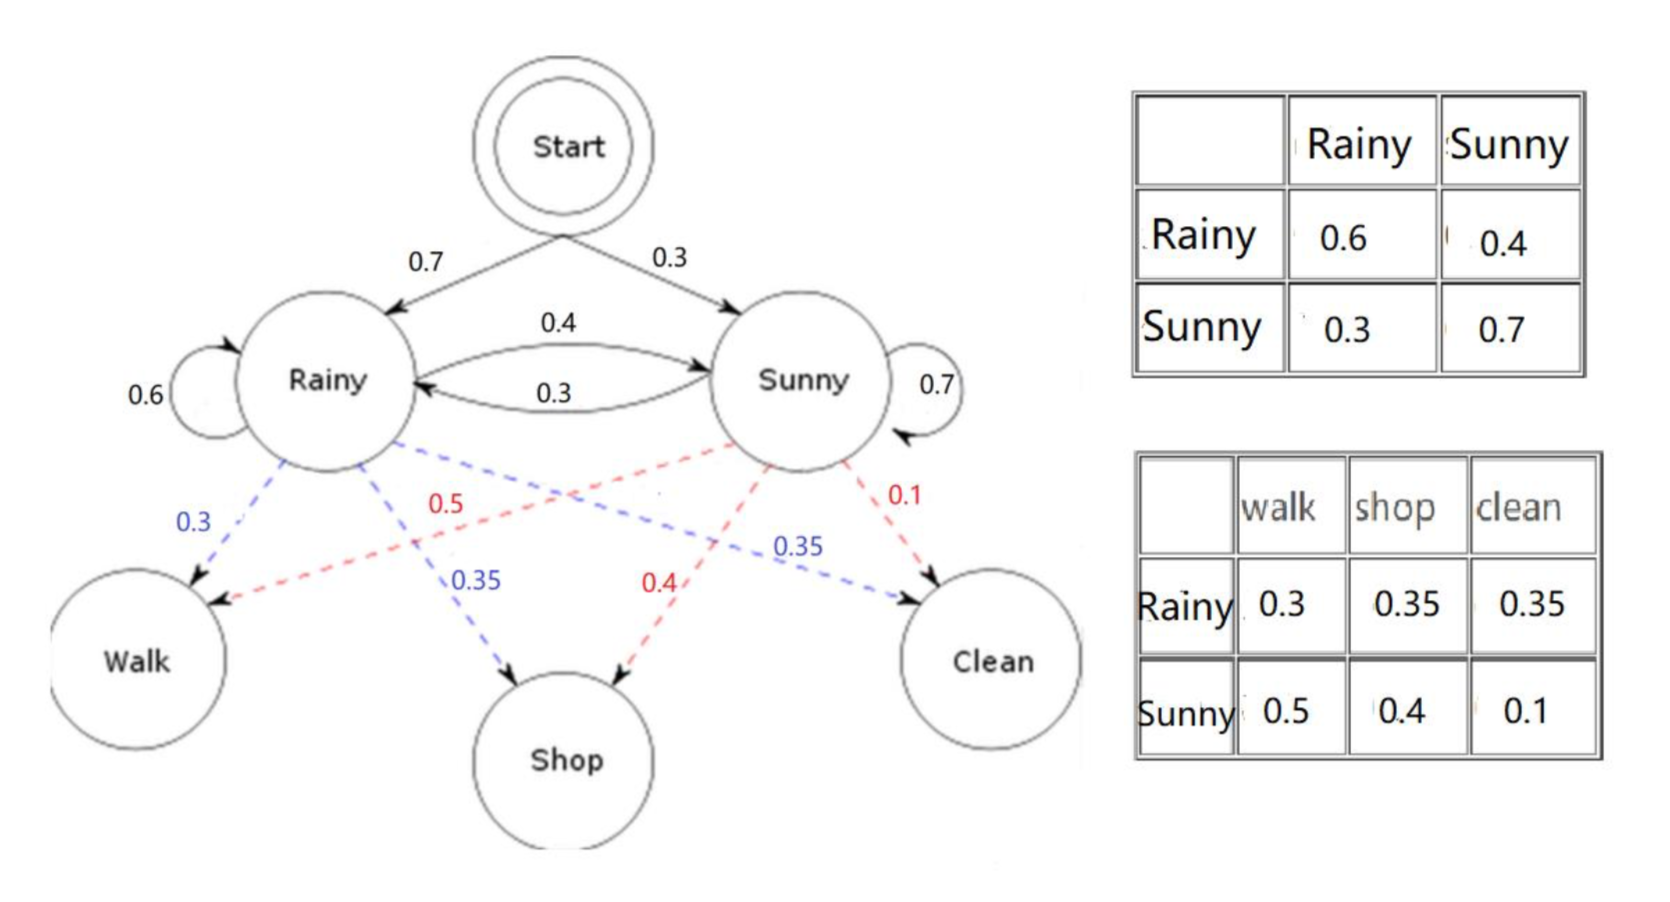 Start
0.7
0.3
0.4
Rainy
Sunny
0.6
0.3
0.7
0.3
0.5
0.1
0.35
0.35
0.4
Walk
Shop
Clean
Rainy Sunny
Rainy 0.6 0.4
Sunny 0.3 0.7
walk shop clean
Rainy 0.3 0.35 0.35
Sunny 0.5 0.4 0.1